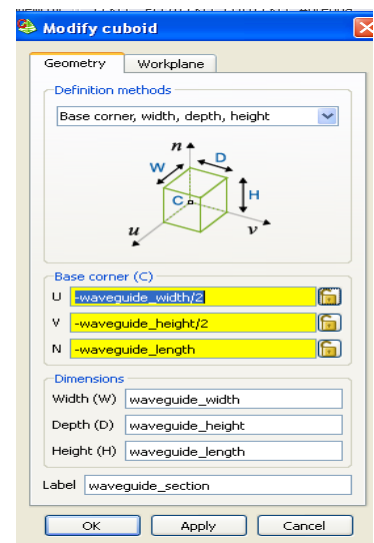 Modify cuboid
Geometry Workplane
Definition methods
Base corner, width, depth, height
n
W D
C H
u v
Base corner (C)
U -waveguide_width/2
V -waveguide_height/2
N -waveguide_length
Dimensions
Width (W) waveguide_width
Depth (D) waveguide_height
Height (H) waveguide_length
Label waveguide_section
OK Apply Cancel